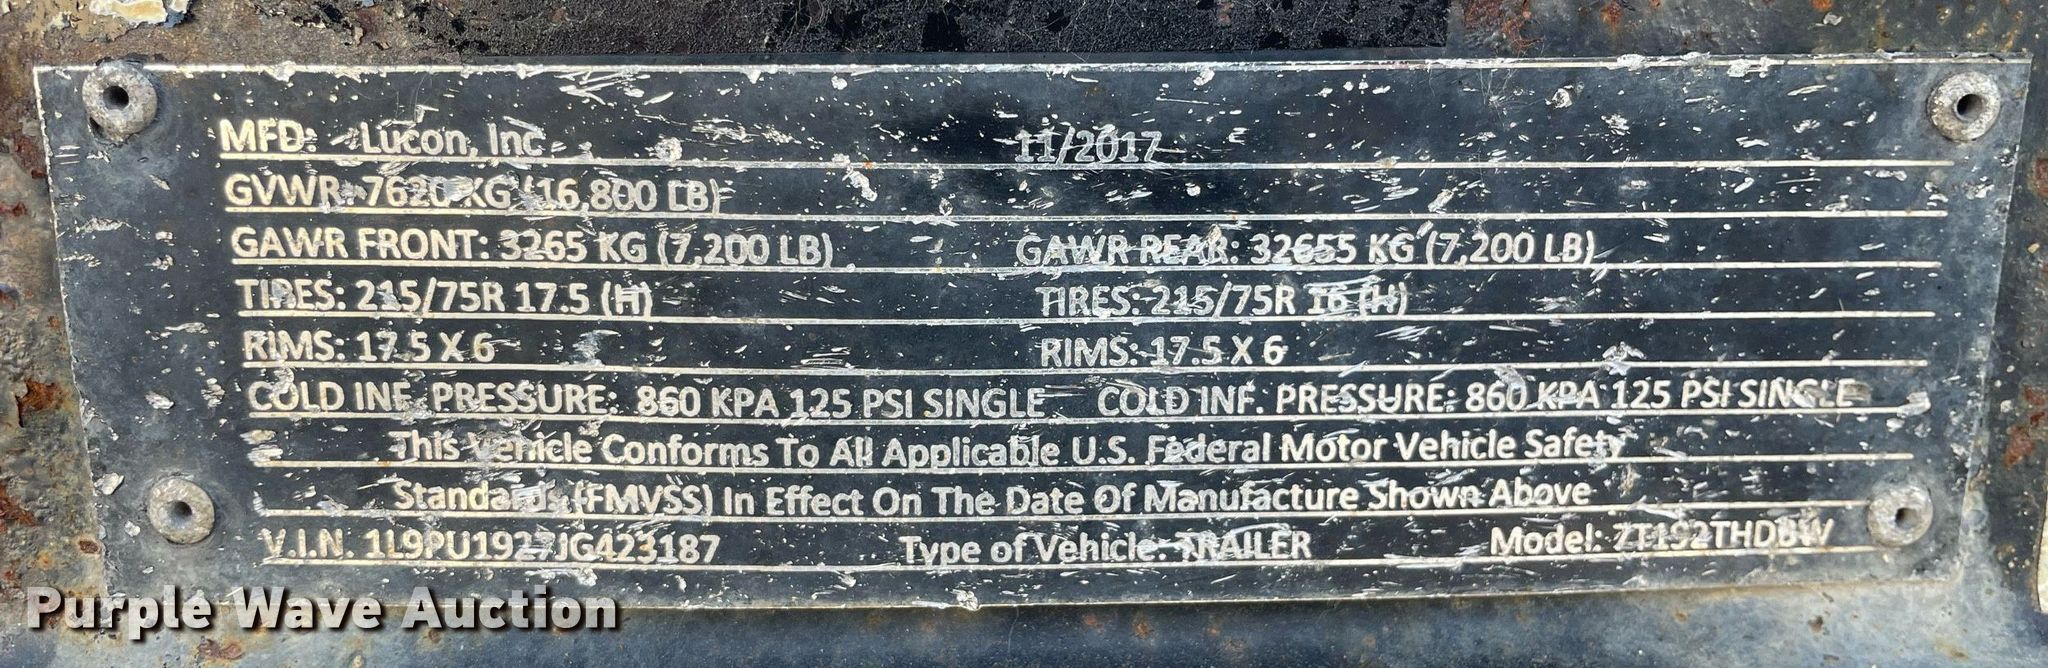 MFD: Lucon, Inc 11/2017
GVWR: 7620 KG (16,800 LB)
GAWR FRONT: 3265 KG (7,200 LB) GAWR REAR: 32655 KG (7,200 LB)
TIRES: 215/75R 17.5 (H) TIRES: 215/75R 16 (H)
RIMS: 17.5 X 6 RIMS: 17.5 X 6
COLD INF. PRESSURE: 860 KPA 125 PSI SINGLE COLD INF. PRESSURE: 860 KPA 125 PSI SINGLE
This Vehicle Conforms To All Applicable U.S. Federal Motor Vehicle Safety
Standards (FMVSS) In Effect On The Date Of Manufacture Shown Above
V.I.N. 1L9PU1927JG423187 Type of Vehicle: TRAILER Model: ZT192THDBW
Purple Wave Auction